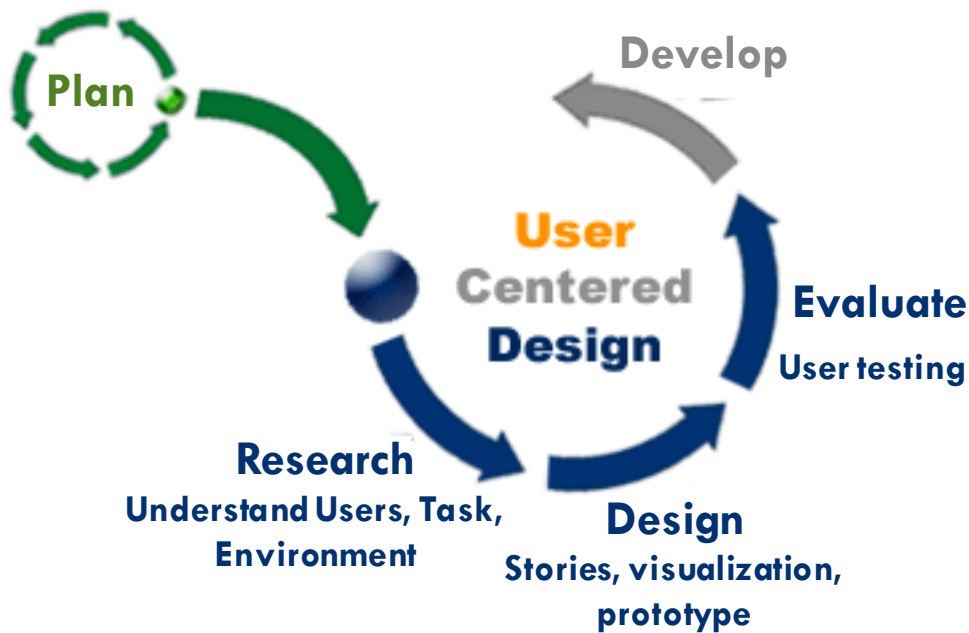 Plan
Develop
User
Centered
Design
Evaluate
User testing
Research
Understand Users, Task,
Environment
Design
Stories, visualization,
prototype